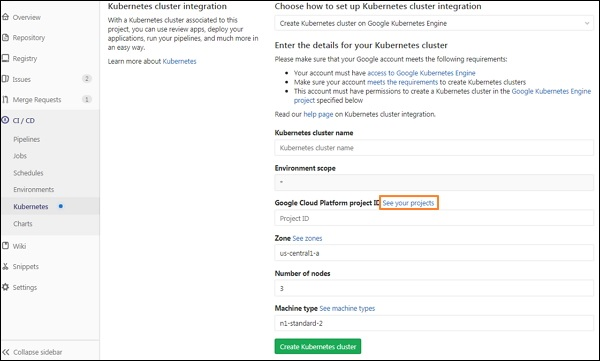 Overview
Repository
Registry
Issues 2
Merge Requests 1
CI / CD
Pipelines
Jobs
Schedules
Environments
Kubernetes
Charts
Wiki
Snippets
Settings
Collapse sidebar
Kubernetes cluster integration
With a Kubernetes cluster associated to this
project, you can use review apps, deploy your
applications, run your pipelines, and much more in
an easy way.
Learn more about Kubernetes
Choose how to set up Kubernetes cluster integration
Create Kubernetes cluster on Google Kubernetes Engine
Enter the details for your Kubernetes cluster
Please make sure that your Google account meets the following requirements:
• Your account must have access to Google Kubernetes Engine
• Make sure your account meets the requirements to create Kubernetes clusters
• This account must have permissions to create a Kubernetes cluster in the Google Kubernetes Engine
project specified below
Read our help page on Kubernetes cluster integration.
Kubernetes cluster name
Kubernetes cluster name
Environment scope
*
Google Cloud Platform project ID See your projects
Project ID
Zone See zones
us-central1-a
Number of nodes
3
Machine type See machine types
n1-standard-2
Create Kubernetes cluster